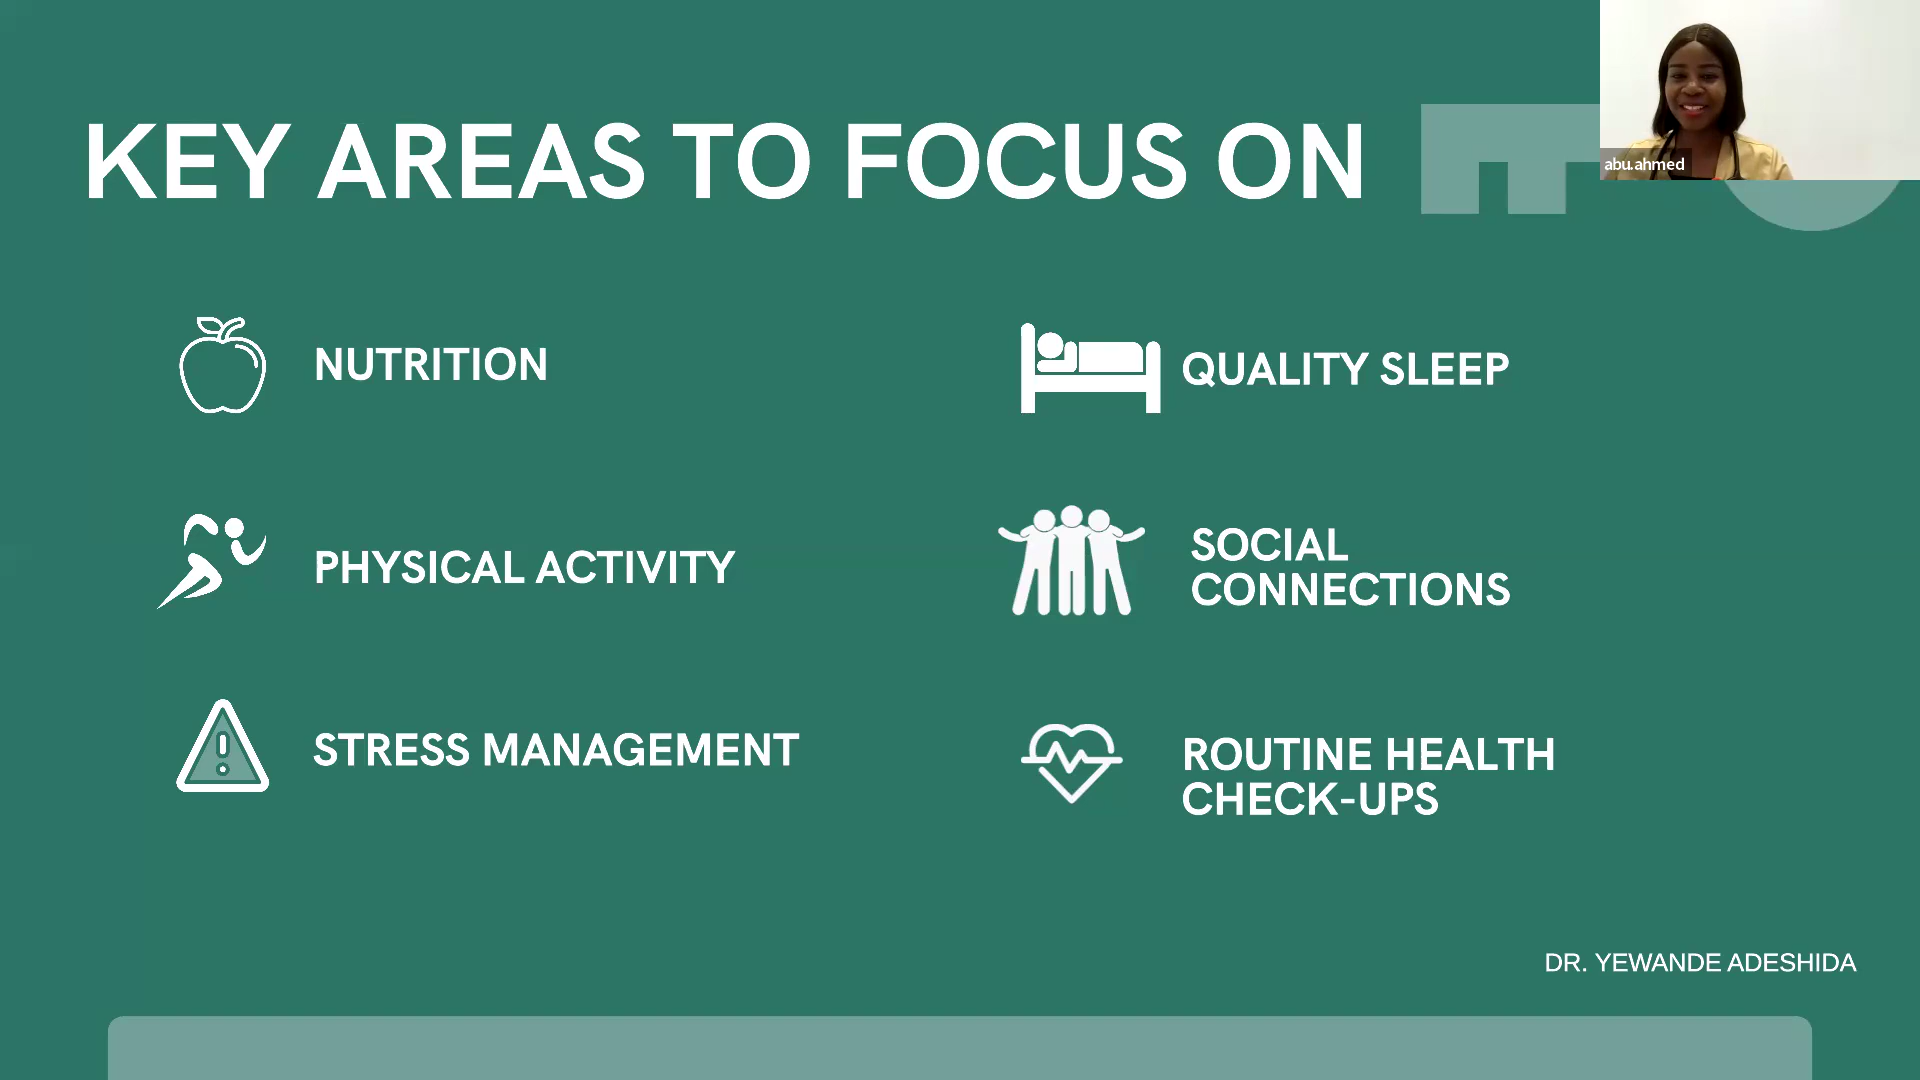 KEY AREAS TO FOCUS ON
abu.ahmed
NUTRITION
QUALITY SLEEP
PHYSICAL ACTIVITY
SOCIAL
CONNECTIONS
STRESS MANAGEMENT
ROUTINE HEALTH
CHECK-UPS
DR. YEWANDE ADESHIDA